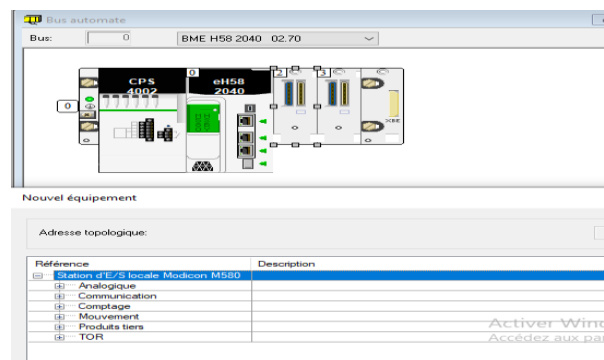 Bus automate
Bus: 0 BME H58 2040 02.70
0 2 3
CPS 4002 eH58 2040
0
XBE
Nouvel équipement
Adresse topologique:
Référence Description
Station d'E/S locale Modicon M580
Analogique
Communication
Comptage
Mouvement
Produits tiers
TOR
Activer Wind
Accédez aux par